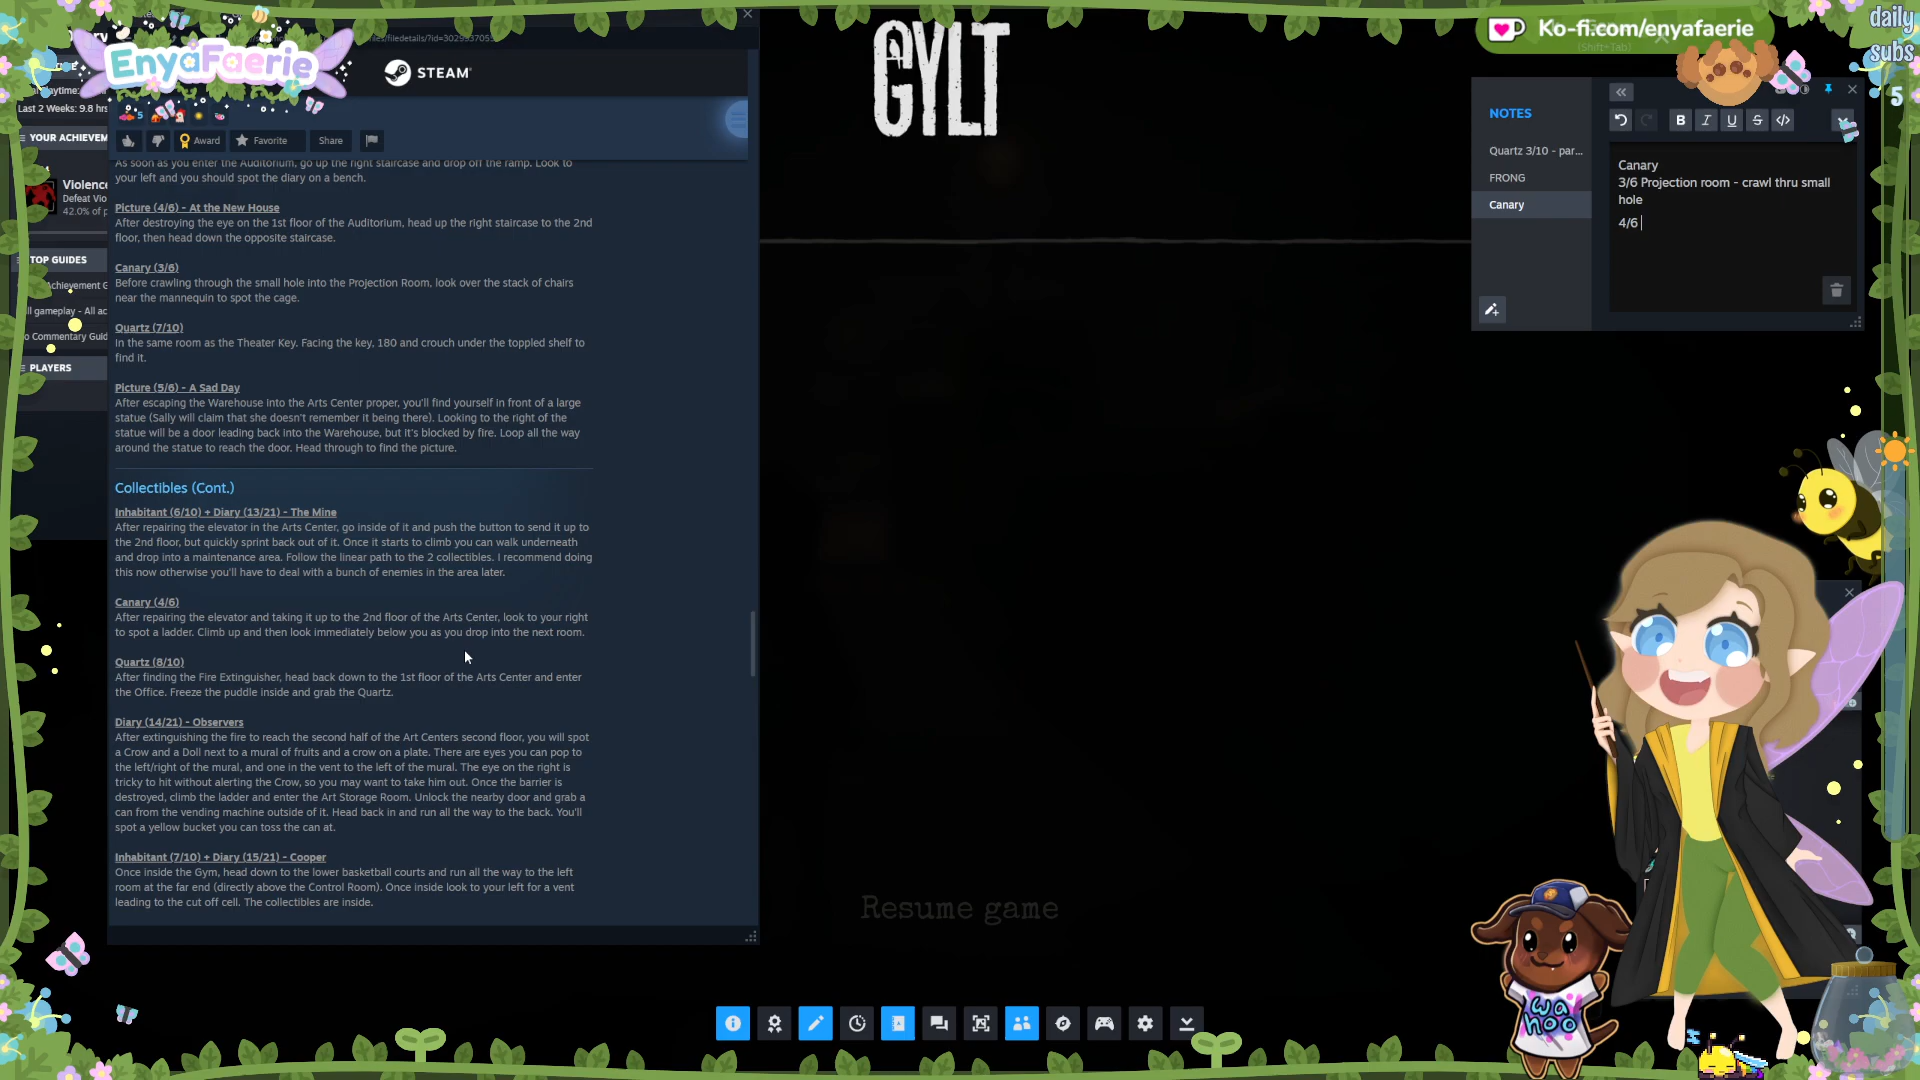 EnyaFaerie
STEAM
Last 2 Weeks: 9.8 hrs
5
YOUR ACHIEVEM
Violence
42.0% of p
TOP GUIDES
Achievement G
ll gameplay - All ac
o Commentary Guid
PLAYERS
Award
Favorite
Share
As soon as you enter the Auditorium, go up the right staircase and drop off the ramp. Look to
your left and you should spot the diary on a bench.
Picture (4/6) - At the New House
After destroying the eye on the 1st floor of the Auditorium, head up the right staircase to the 2nd
floor, then head down the opposite staircase.
Canary (3/6)
Before crawling through the small hole into the Projection Room, look over the stack of chairs
near the mannequin to spot the cage.
Quartz (7/10)
In the same room as the Theater Key. Facing the key, 180 and crouch under the toppled shelf to
find it.
Picture (5/6) - A Sad Day
After escaping the Warehouse into the Arts Center proper, you'll find yourself in front of a large
statue (Sally will claim that she doesn't remember it being there). Looking to the right of the
statue will be a door leading back into the Warehouse, but it's blocked by fire. Loop all the way
around the statue to reach the door. Head through to find the picture.
Collectibles (Cont.)
Inhabitant (6/10) + Diary (13/21) - The Mine
After repairing the elevator in the Arts Center, go inside of it and push the button to send it up to
the 2nd floor, but quickly sprint back out of it. Once it starts to climb you can walk underneath
and drop into a maintenance area. Follow the linear path to the 2 collectibles. I recommend doing
this now otherwise you'll have to deal with a bunch of enemies in the area later.
Canary (4/6)
After repairing the elevator and taking it up to the 2nd floor of the Arts Center, look to your right
to spot a ladder. Climb up and then look immediately below you as you drop into the next room.
Quartz (8/10)
After finding the Fire Extinguisher, head back down to the 1st floor of the Arts Center and enter
the Office. Freeze the puddle inside and grab the Quartz.
Diary (14/21) - Observers
After extinguishing the fire to reach the second half of the Art Centers second floor, you will spot
a Crow and a Doll next to a mural of fruits and a crow on a plate. There are eyes you can pop to
the left/right of the mural, and one in the vent to the left of the mural. The eye on the right is
tricky to hit without alerting the Crow, so you may want to take him out. Once the barrier is
destroyed, climb the ladder and enter the Art Storage Room. Unlock the nearby door and grab a
can from the vending machine outside of it. Head back in and run all the way to the back. You'll
spot a yellow bucket you can toss the can at.
Inhabitant (7/10) + Diary (15/21) - Cooper
Once inside the Gym, head down to the lower basketball courts and run all the way to the left
room at the far end (directly above the Control Room). Once inside look to your left for a vent
leading to the cut off cell. The collectibles are inside.
GYLT
Resume game
Ko-fi.com/enyafaerie
(Shift+Tab)
daily
subs
5
NOTES
Quartz 3/10 - par...
FRONG
Canary
B I U S </>
Canary
3/6 Projection room - crawl thru small
hole
4/6
wa
hoo